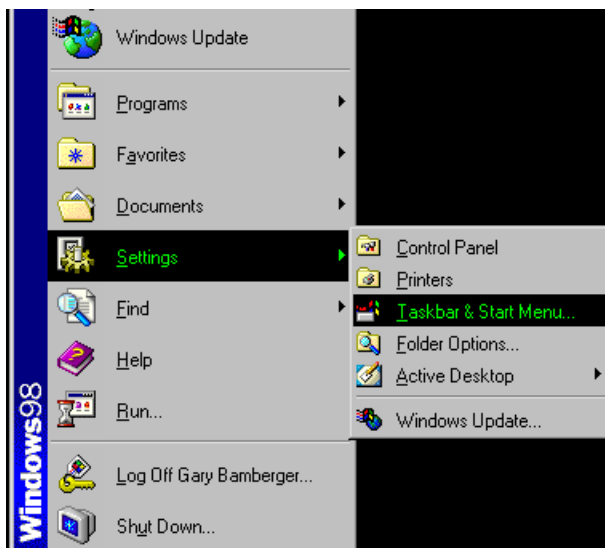 Windows Update
Programs
Favorites
Documents
Settings
Find
Help
Run...
Log Off Gary Bamberger...
Shut Down...
Control Panel
Printers
Taskbar & Start Menu...
Folder Options...
Active Desktop
Windows Update...
Windows98